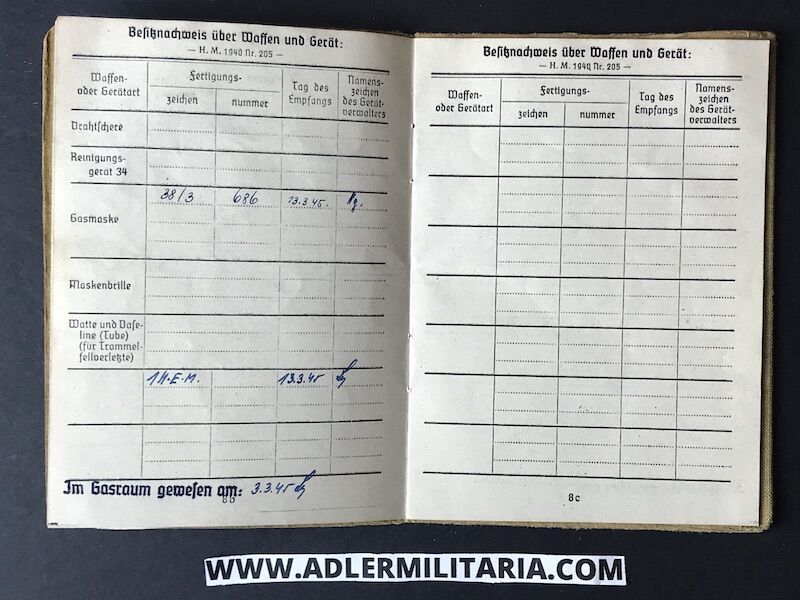 Besitznachweis über Waffen und Gerät:
— H. M. 1940 Nr. 205 —
Waffen-
oder Gerätart
Fertigungs-
zeichen
nummer
Tag des
Empfangs
Namens-
zeichen
des Gerät-
verwalters
Drahtschere
Reinigungs-
gerät 34
Gasmaske
38/3
686
13.3.45.
Maskenbrille
Watte und Vase-
line (Tube)
(für Trommel-
fellverletzte)
1 H.E.M.
13.3.45
Im Gasraum gewesen am: 3.3.45
8b
Besitznachweis über Waffen und Gerät:
— H. M. 1940 Nr. 205 —
Waffen-
oder Gerätart
Fertigungs-
zeichen
nummer
Tag des
Empfangs
Namens-
zeichen
des Gerät-
verwalters
8c
WWW.ADLERMILITARIA.COM